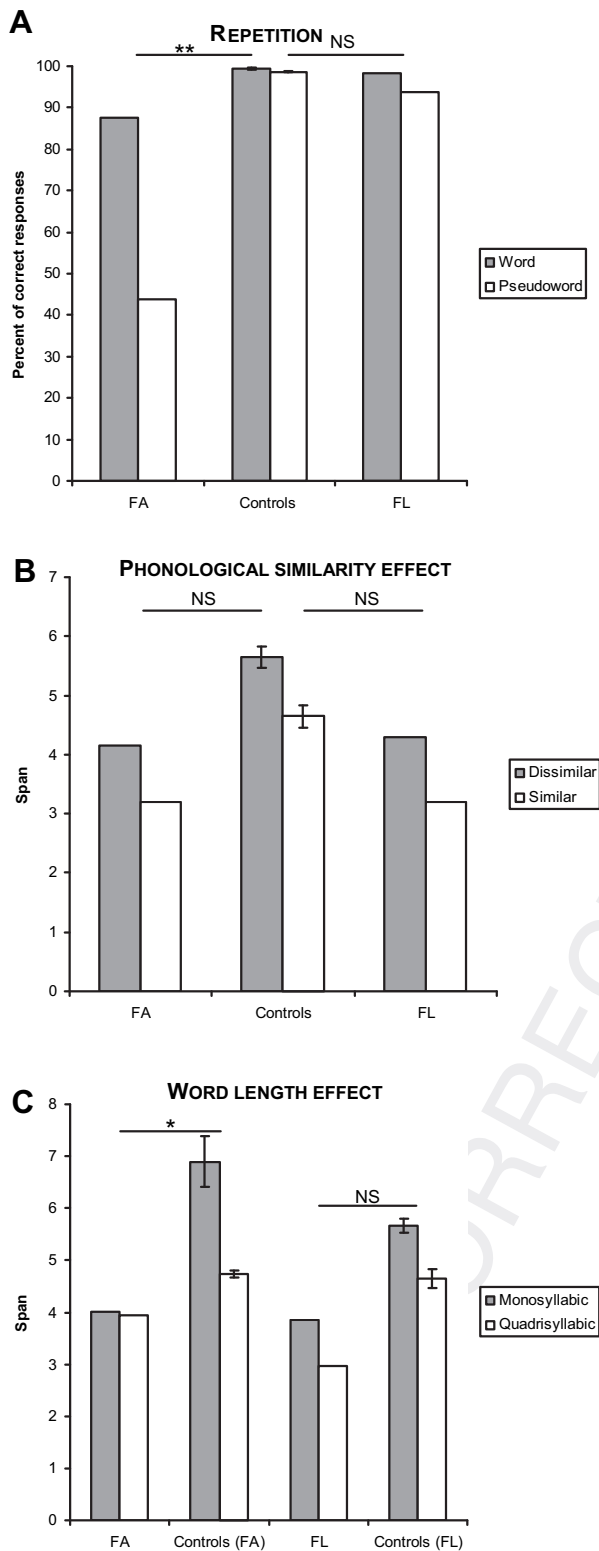 A
REPETITION
** NS
100
90
80
70
60
50
40
30
20
10
0
Percent of correct responses
FA Controls FL
Word
Pseudoword
B
PHONOLOGICAL SIMILARITY EFFECT
NS NS
7
6
5
4
3
2
1
0
Span
FA Controls FL
Dissimilar
Similar
C
WORD LENGTH EFFECT
* NS
8
7
6
5
4
3
2
1
0
Span
FA Controls (FA) FL Controls (FL)
Monosyllabic
Quadrisyllabic
ORREC